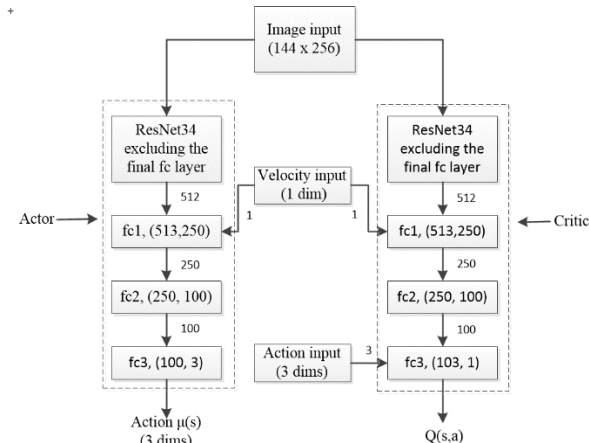 Image input
(144 x 256)
ResNet34
excluding the
final fc layer
ResNet34
excluding the
final fc layer
512
Velocity input
(1 dim)
512
1
1
Actor
fc1, (513,250)
fc1, (513,250)
Critic
250
250
fc2, (250, 100)
fc2, (250, 100)
100
100
fc3, (100, 3)
Action input
(3 dims)
3
fc3, (103, 1)
Action μ(s)
(3 dims)
Q(s,a)